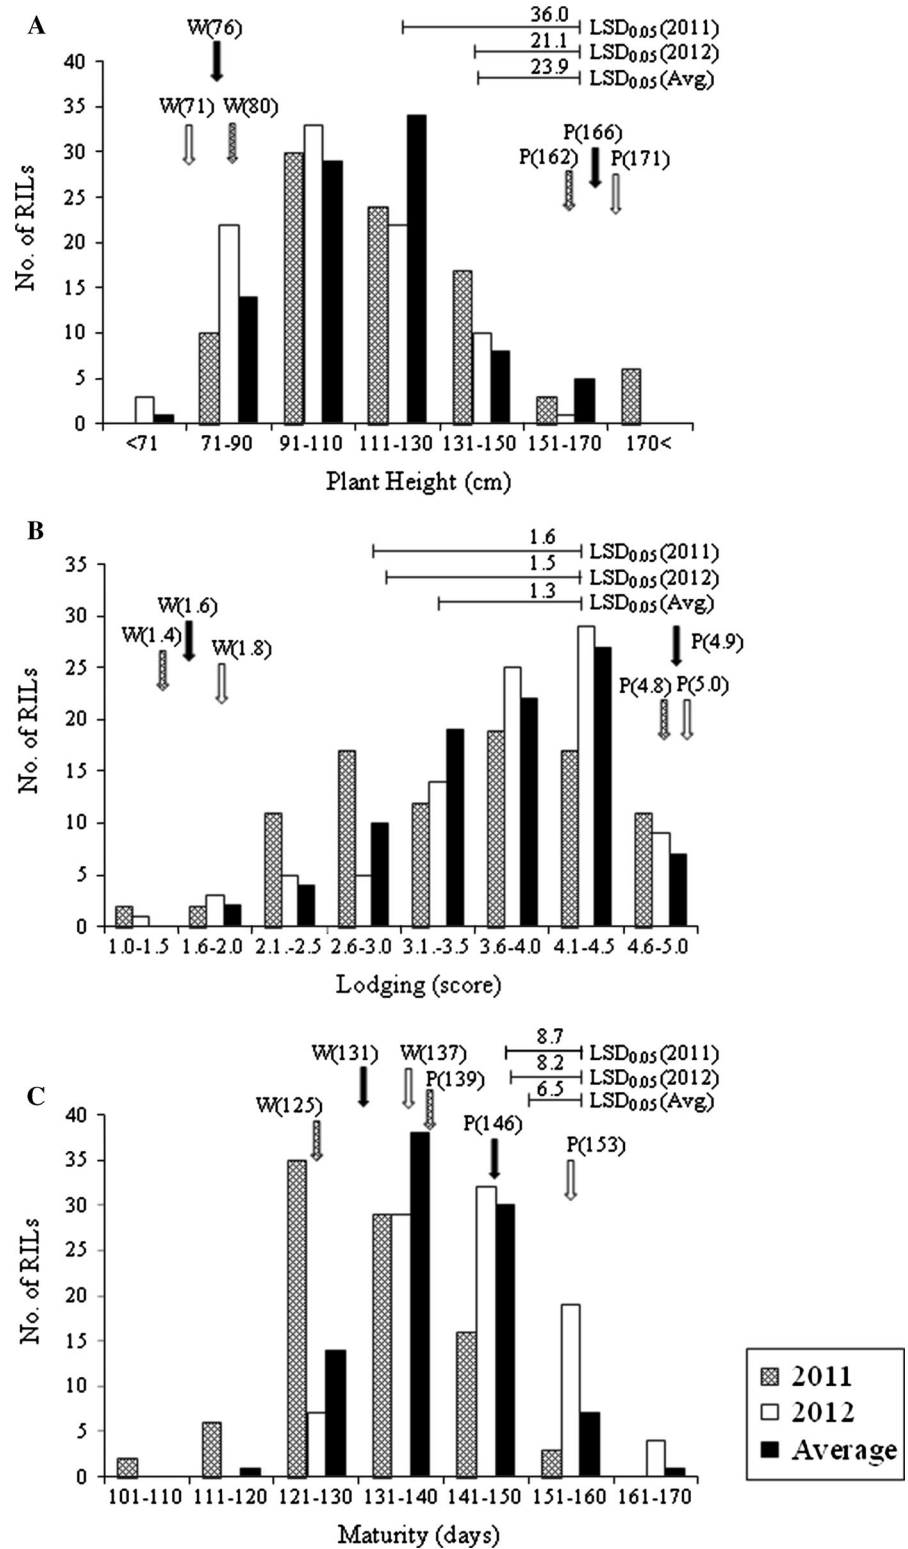 A
W(76)
36.0
LSD0.05 (2011)
21.1
LSD0.05 (2012)
23.9
LSD0.05 (Avg)
W(71) W(80)
P(166)
P(162) P(171)
No. of RILs
40
35
30
25
20
15
10
5
0
<71 71-90 91-110 111-130 131-150 151-170 170<
Plant Height (cm)
B
1.6
LSD0.05 (2011)
1.5
LSD0.05 (2012)
1.3
LSD0.05 (Avg)
W(1.6)
W(1.4) W(1.8)
P(4.9)
P(4.8) P(5.0)
No. of RILs
35
30
25
20
15
10
5
0
1.0-1.5 1.6-2.0 2.1.-2.5 2.6-3.0 3.1.-3.5 3.6-4.0 4.1-4.5 4.6-5.0
Lodging (score)
C
8.7
LSD0.05 (2011)
8.2
LSD0.05 (2012)
6.5
LSD0.05 (Avg)
W(131) W(137)
P(139)
W(125)
P(146)
P(153)
No. of RILs
40
35
30
25
20
15
10
5
0
101-110 111-120 121-130 131-140 141-150 151-160 161-170
Maturity (days)
2011
2012
Average